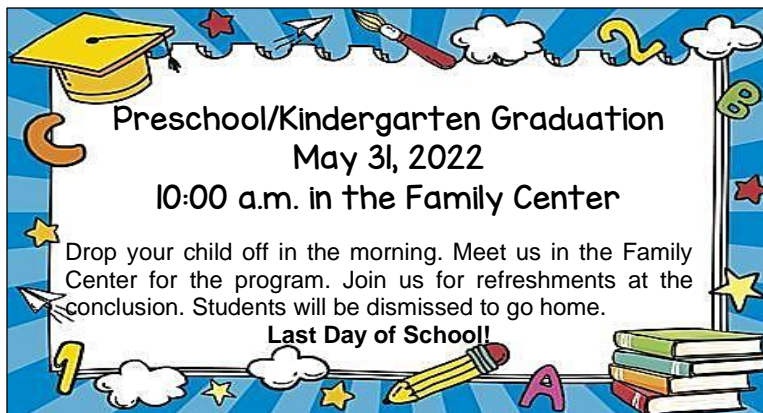 Preschool/Kindergarten Graduation
May 31, 2022
10:00 a.m. in the Family Center
Drop your child off in the morning. Meet us in the Family
Center for the program. Join us for refreshments at the
conclusion. Students will be dismissed to go home.
Last Day of School!
C
2
B
1
A